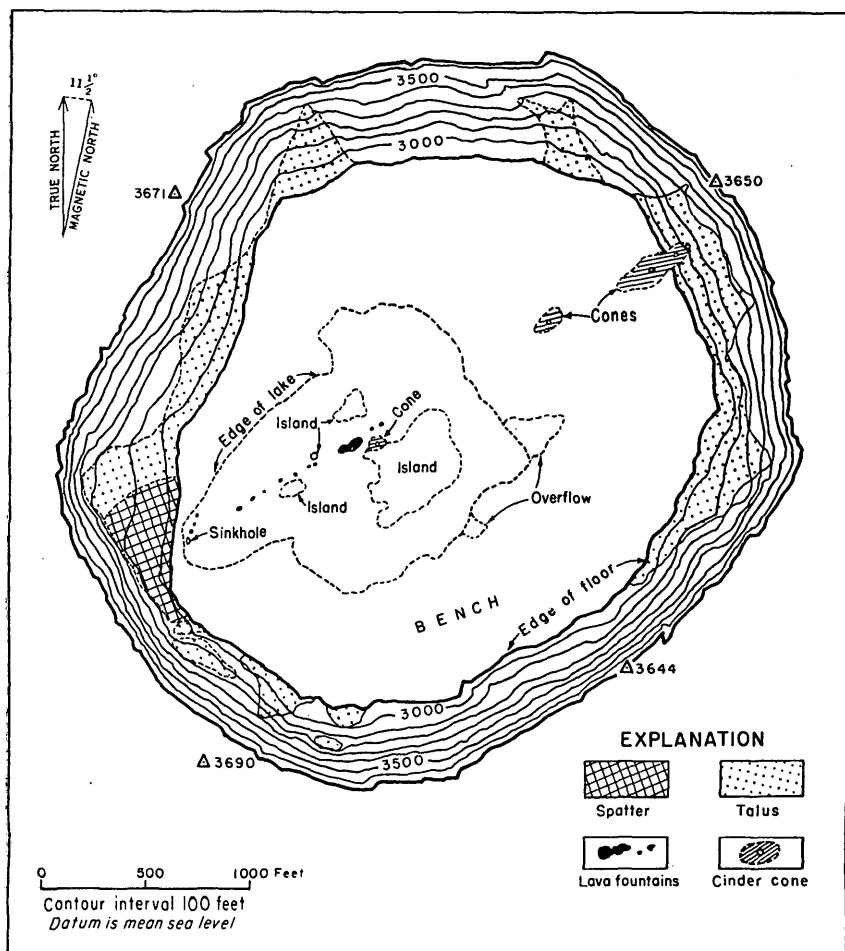 11 1/2°
TRUE NORTH
MAGNETIC NORTH
3500
3000
3671
3650
Cones
Edge of lake
Island
Cone
Island
Island
Overflow
Sinkhole
BENCH
Edge of floor
3644
3000
3690
3500
EXPLANATION
Spatter
Talus
Lava fountains
Cinder cone
0 500 1000 Feet
Contour interval 100 feet
Datum is mean sea level